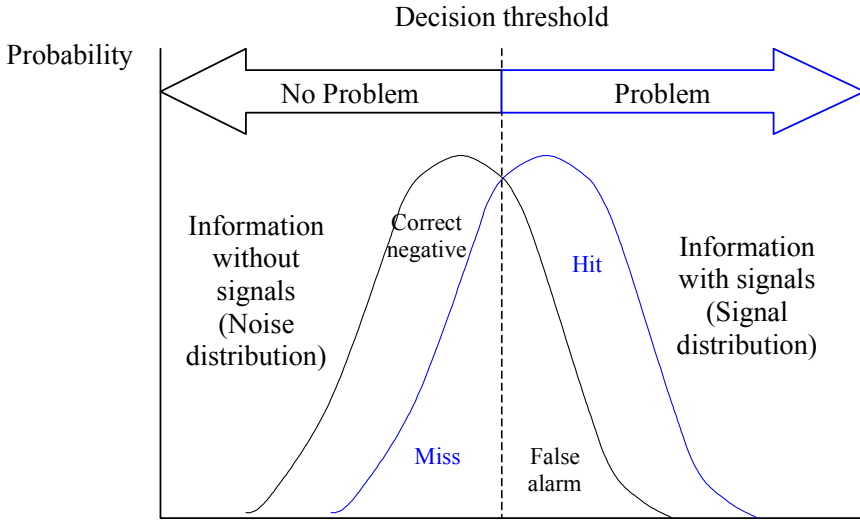 Decision threshold
Probability
No Problem
Problem
Information
without
signals
(Noise
distribution)
Correct
negative
Hit
Information
with signals
(Signal
distribution)
Miss
False
alarm